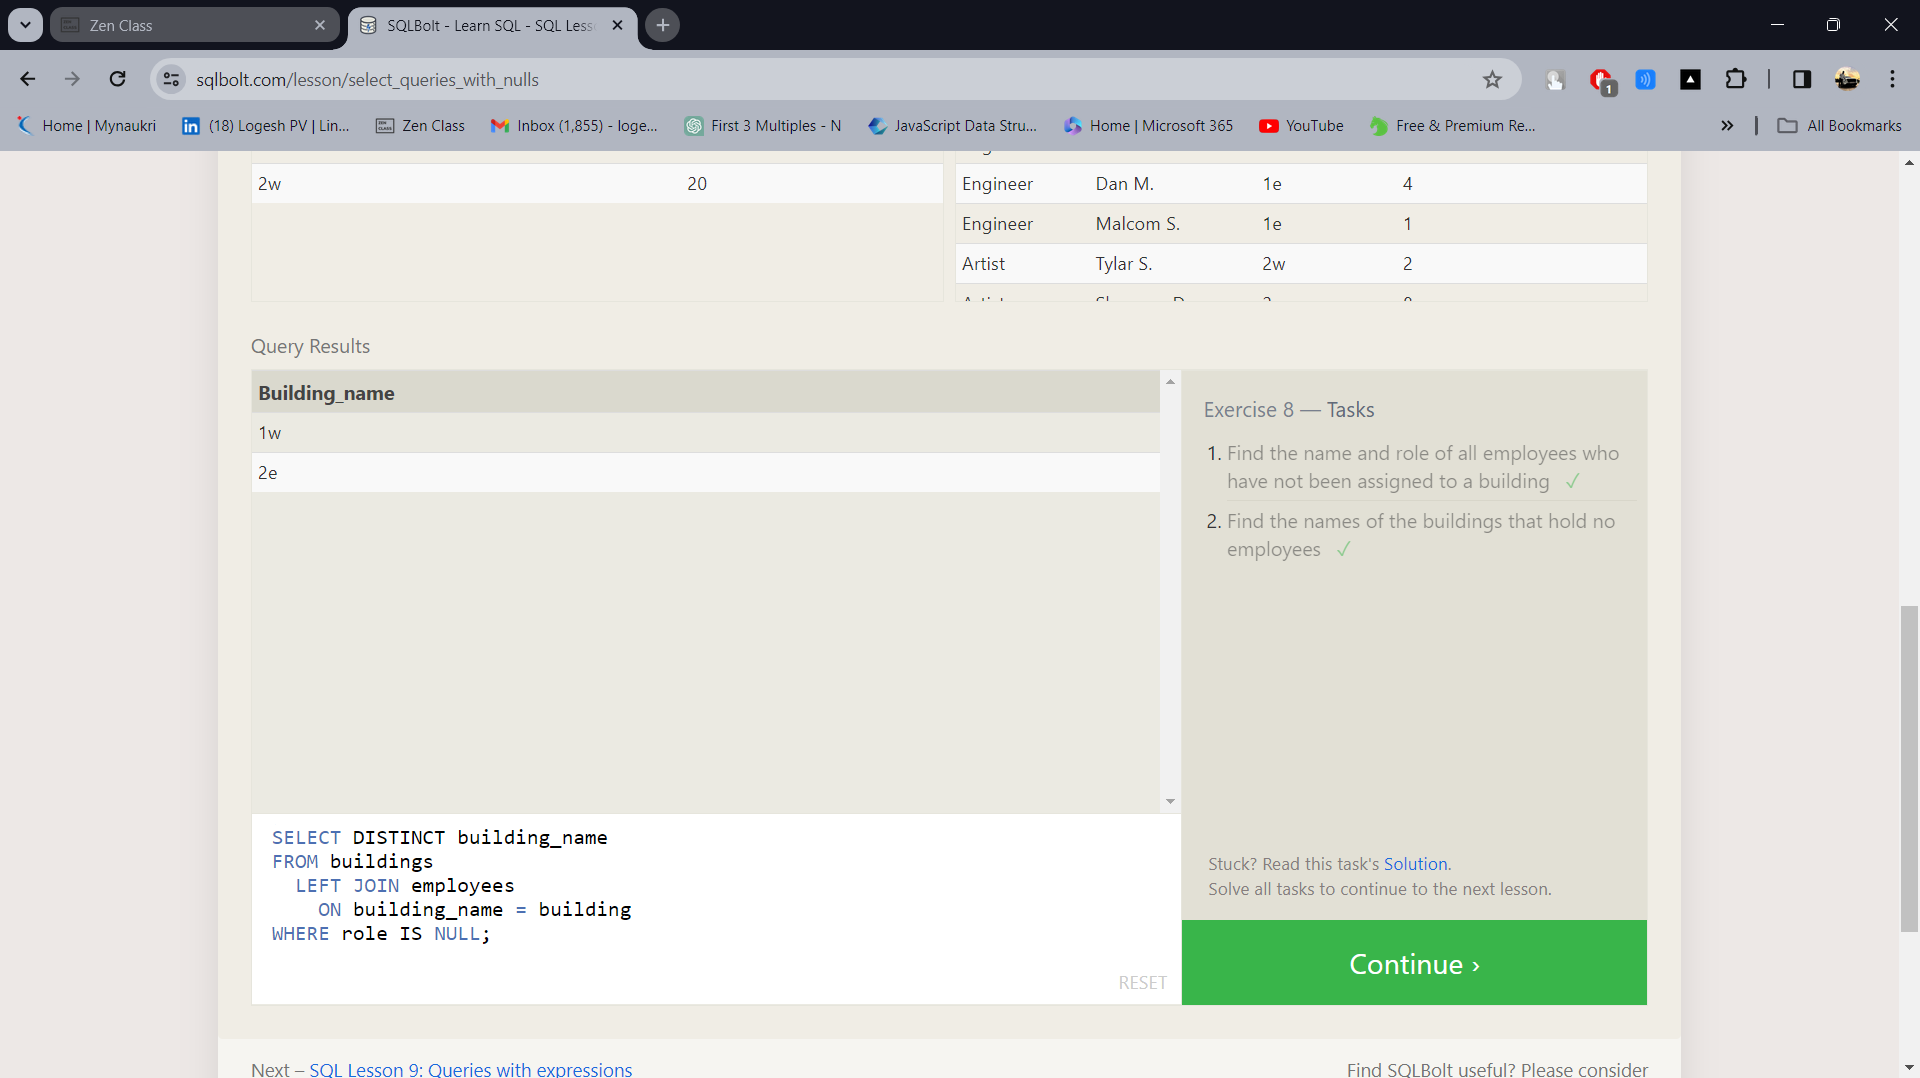 Zen Class
SQLBolt - Learn SQL - SQL Less
sqlbolt.com/lesson/select_queries_with_nulls
1
Home | Mynaukri
(18) Logesh PV | Lin...
Zen Class
Inbox (1,855) - loge...
First 3 Multiples - N
JavaScript Data Stru...
Home | Microsoft 365
YouTube
Free & Premium Re...
All Bookmarks
2w 20
Engineer Dan M. 1e 4
Engineer Malcom S. 1e 1
Artist Tylar S. 2w 2
Query Results
Building_name
1w
2e
Exercise 8 — Tasks
1. Find the name and role of all employees who
have not been assigned to a building ✓
2. Find the names of the buildings that hold no
employees ✓
SELECT DISTINCT building_name
FROM buildings
LEFT JOIN employees
ON building_name = building
WHERE role IS NULL;
RESET
Stuck? Read this task's Solution.
Solve all tasks to continue to the next lesson.
Continue ›
Next – SQL Lesson 9: Queries with expressions
Find SQLBolt useful? Please consider